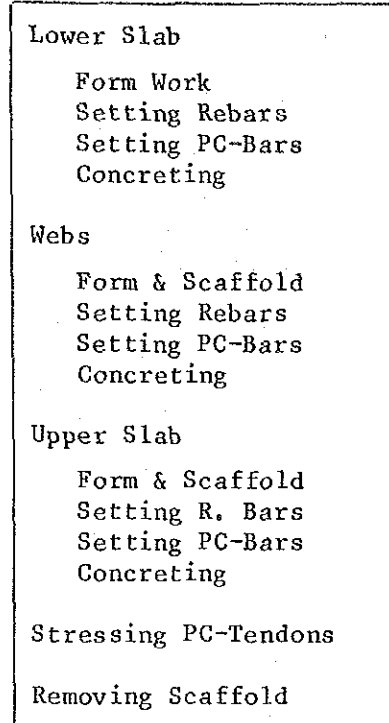 Lower Slab
Form Work
Setting Rebars
Setting PC-Bars
Concreting
Webs
Form & Scaffold
Setting Rebars
Setting PC-Bars
Concreting
Upper Slab
Form & Scaffold
Setting R. Bars
Setting PC-Bars
Concreting
Stressing PC-Tendons
Removing Scaffold